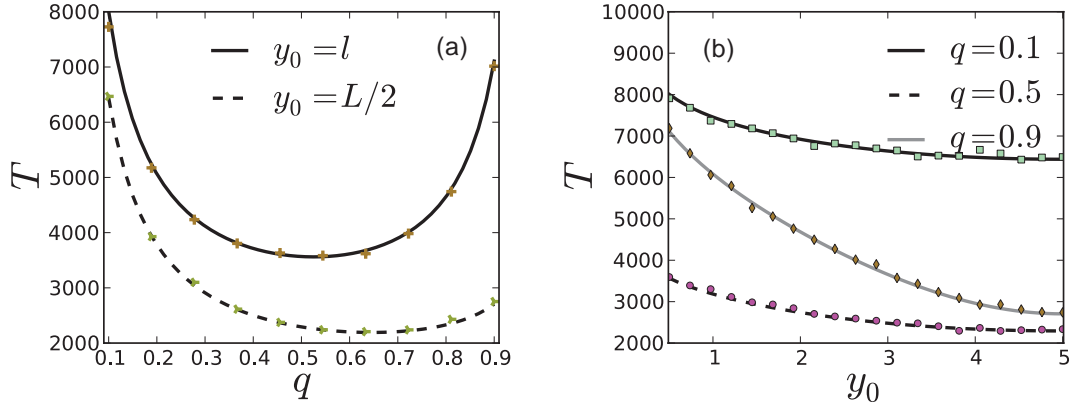 8000
7000
6000
5000
4000
3000
2000
T
0.1 0.2 0.3 0.4 0.5 0.6 0.7 0.8 0.9
q
(a)
y₀ = l
y₀ = L/2
10000
9000
8000
7000
6000
5000
4000
3000
2000
T
1 2 3 4 5
y₀
(b)
q = 0.1
q = 0.5
q = 0.9